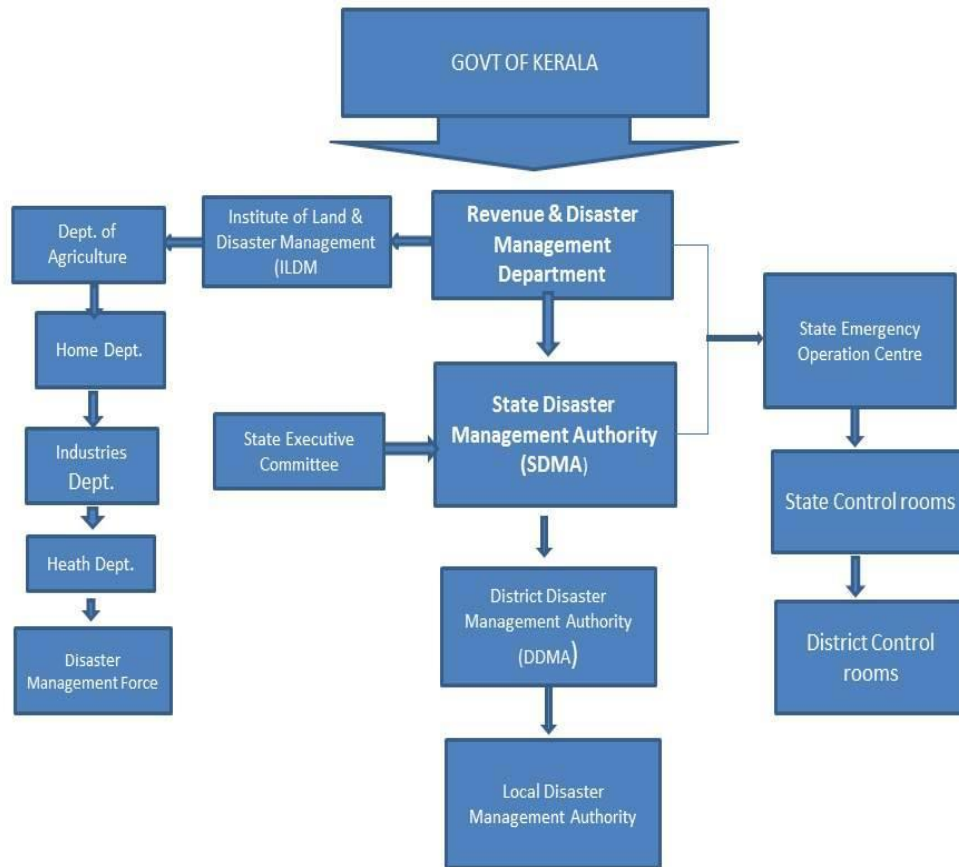 GOVT OF KERALA
Dept. of
Agriculture
Institute of Land &
Disaster Management
(ILDM
Revenue & Disaster
Management
Department
Home Dept.
State Emergency
Operation Centre
State Executive
Committee
State Disaster
Management Authority
(SDMA)
Industries
Dept.
State Control rooms
Heath Dept.
District Disaster
Management Authority
(DDMA)
District Control
rooms
Disaster
Management Force
Local Disaster
Management Authority